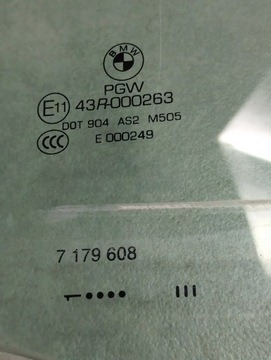 BMW
PGW
E11 43R-000263
DOT 904 AS2 M505
CCC E 000249
7 179 608
1•••• III